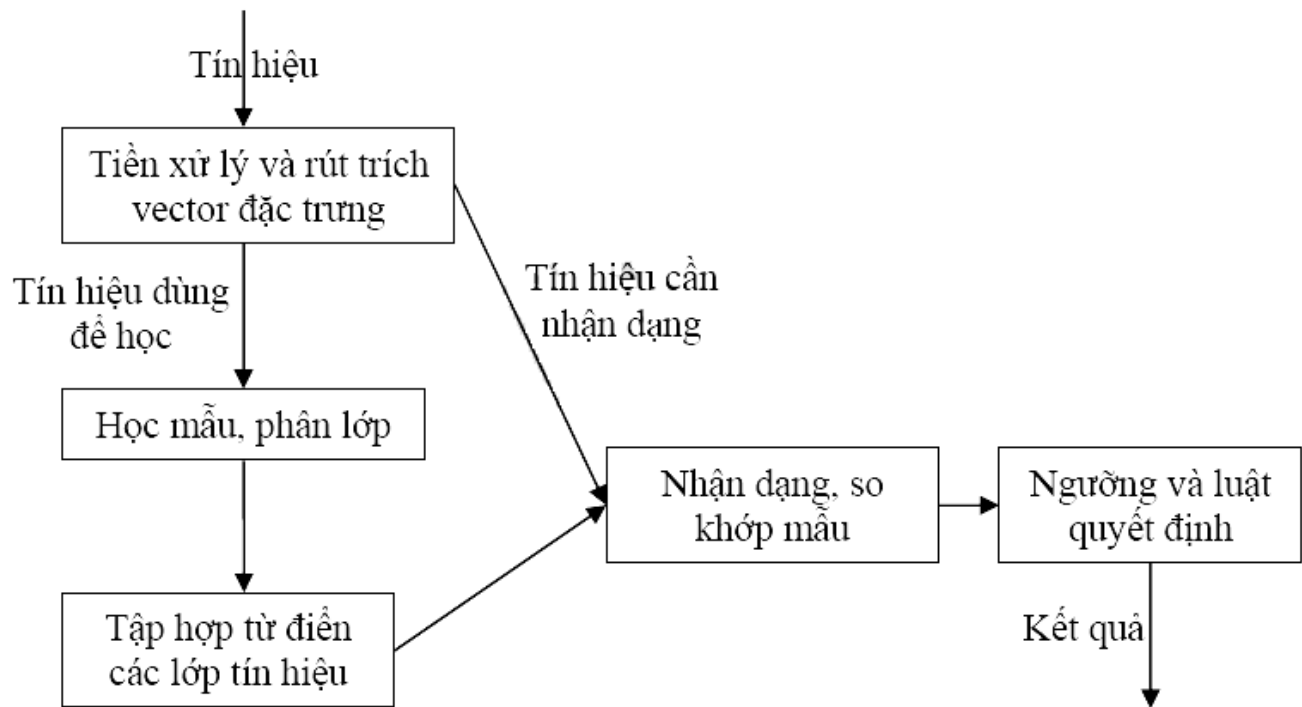 Tín hiệu
Tiền xử lý và rút trích
vector đặc trưng
Tín hiệu dùng
để học
Tín hiệu cần
nhận dạng
Học mẫu, phân lớp
Nhận dạng, so
khớp mẫu
Ngưỡng và luật
quyết định
Tập hợp từ điển
các lớp tín hiệu
Kết quả